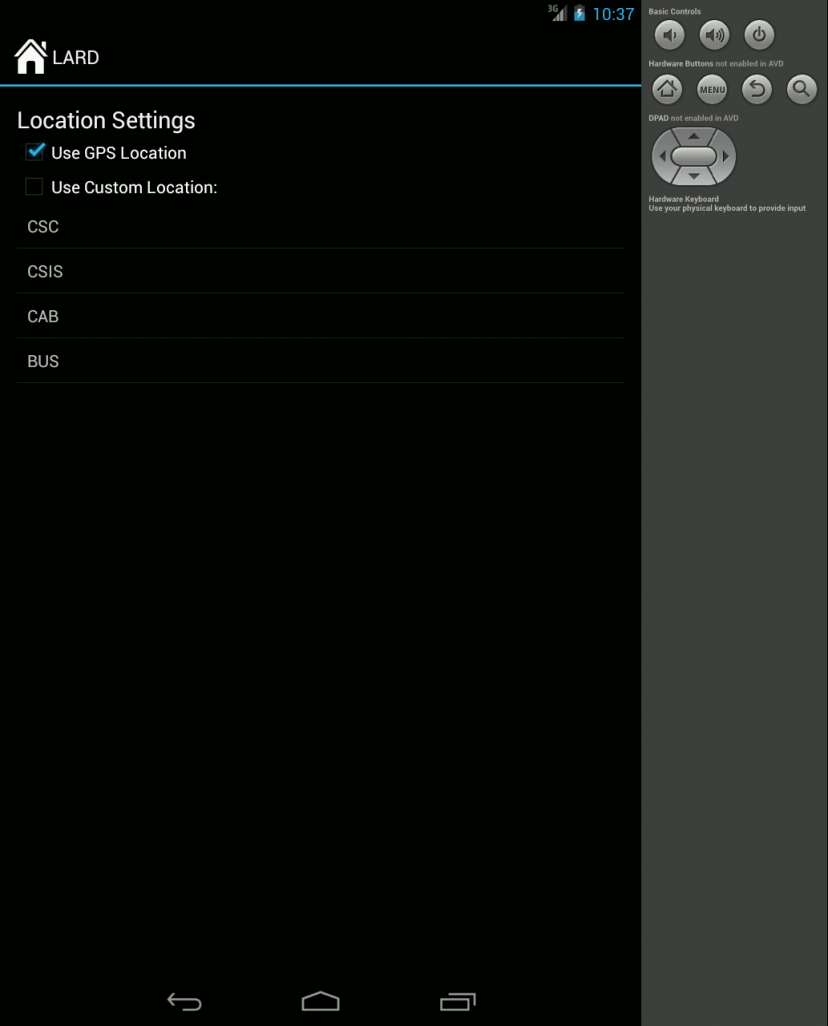 3G 10:37
LARD
Location Settings
Use GPS Location
Use Custom Location:
CSC
CSIS
CAB
BUS
Basic Controls
Hardware Buttons not enabled in AVD
MENU
DPAD not enabled in AVD
Hardware Keyboard
Use your physical keyboard to provide input